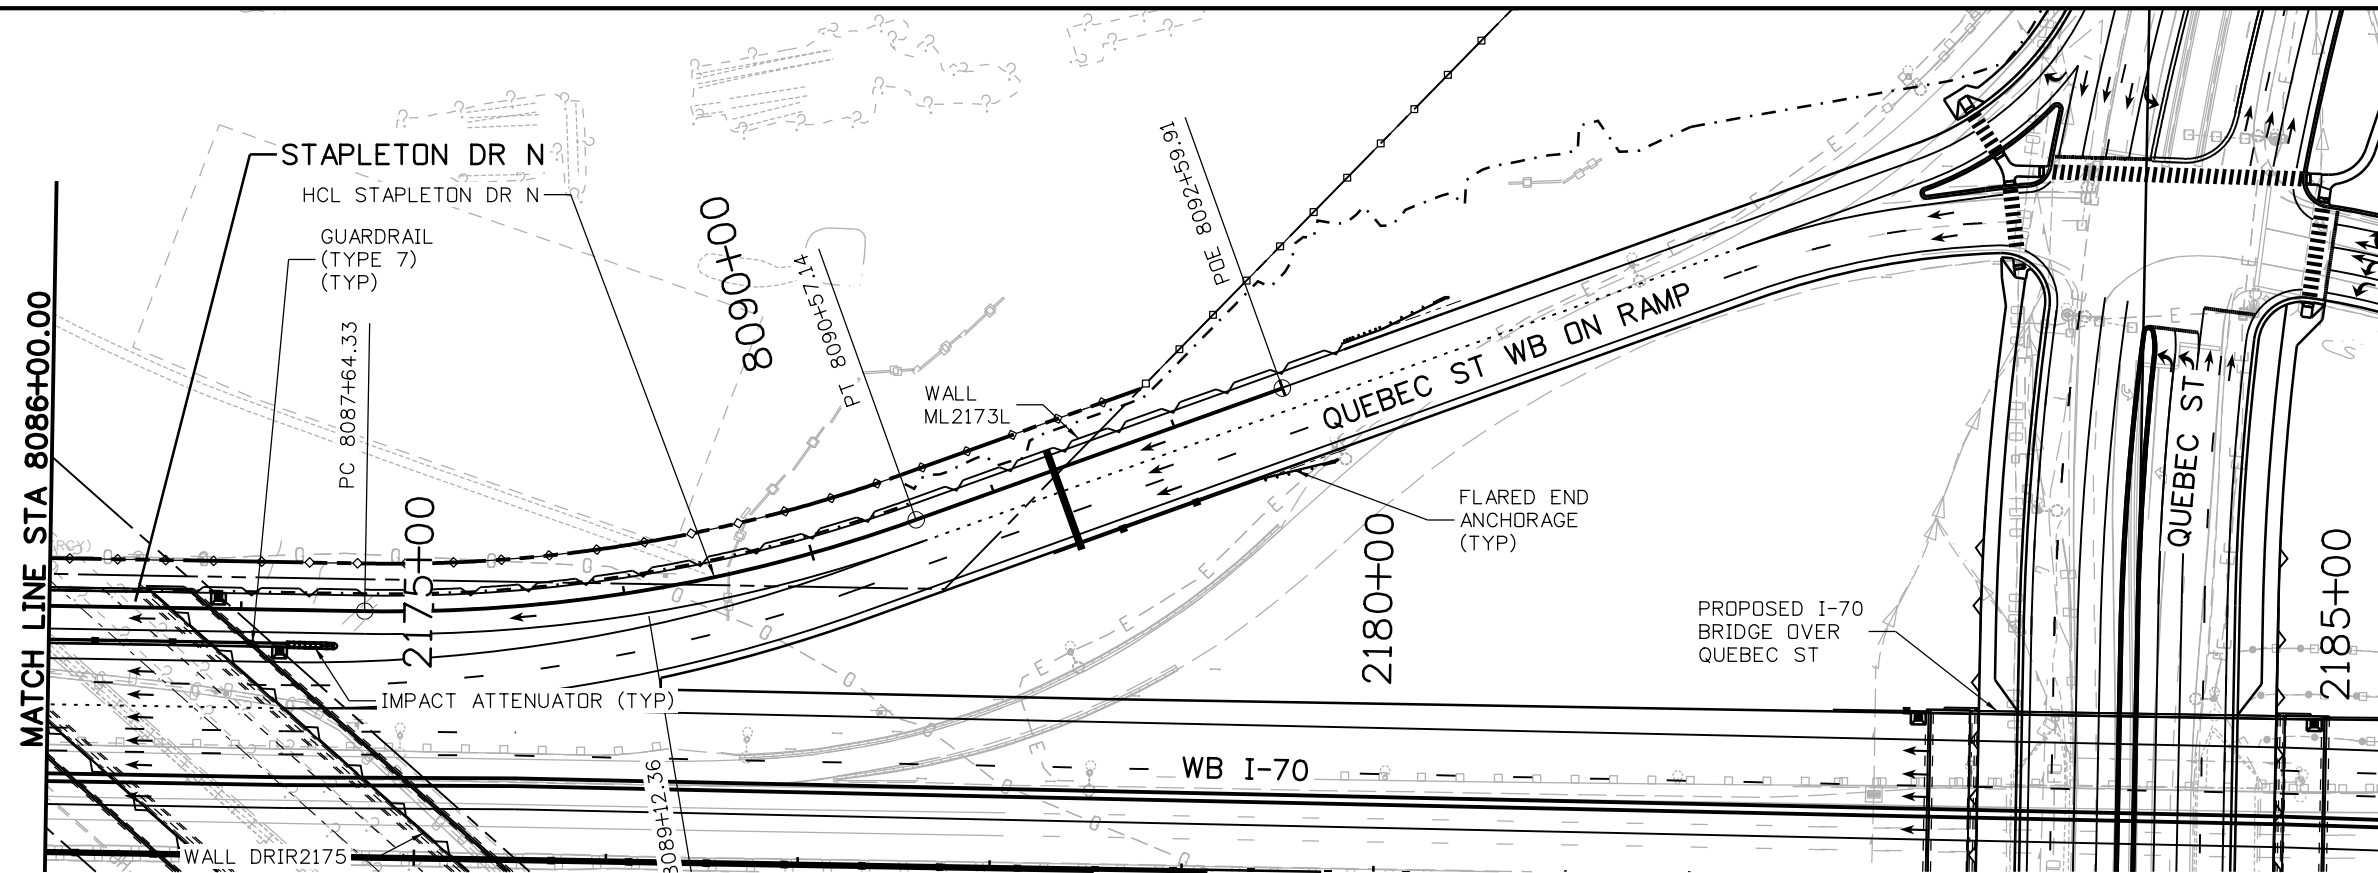 STAPLETON DR N
HCL STAPLETON DR N
GUARDRAIL
(TYPE 7)
(TYP)
MATCH LINE STA 8086+00.00
PC 8087+64.33
8090+00
PT 8090+57.14
POE 8092+59.91
WALL
ML2173L
QUEBEC ST WB ON RAMP
QUEBEC ST
FLARED END
ANCHORAGE
(TYP)
2175+00
2180+00
2185+00
PROPOSED I-70
BRIDGE OVER
QUEBEC ST
IMPACT ATTENUATOR (TYP)
WB I-70
8089+12.36
WALL DRIR2175